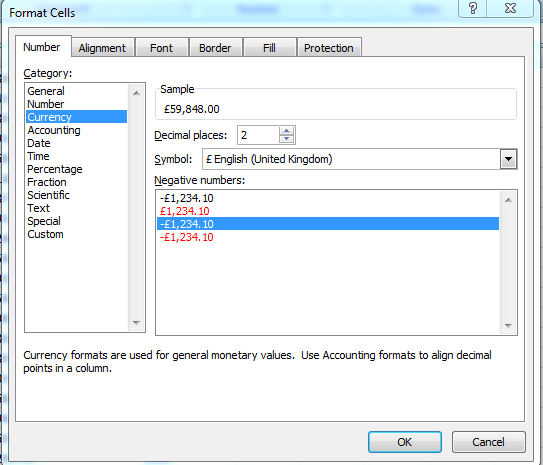 Format Cells
Number Alignment Font Border Fill Protection
Category:
General
Number
Currency
Accounting
Date
Time
Percentage
Fraction
Scientific
Text
Special
Custom
Sample
£59,848.00
Decimal places: 2
Symbol: £ English (United Kingdom)
Negative numbers:
-£1,234.10
£1,234.10
-£1,234.10
-£1,234.10
Currency formats are used for general monetary values. Use Accounting formats to align decimal
points in a column.
OK Cancel